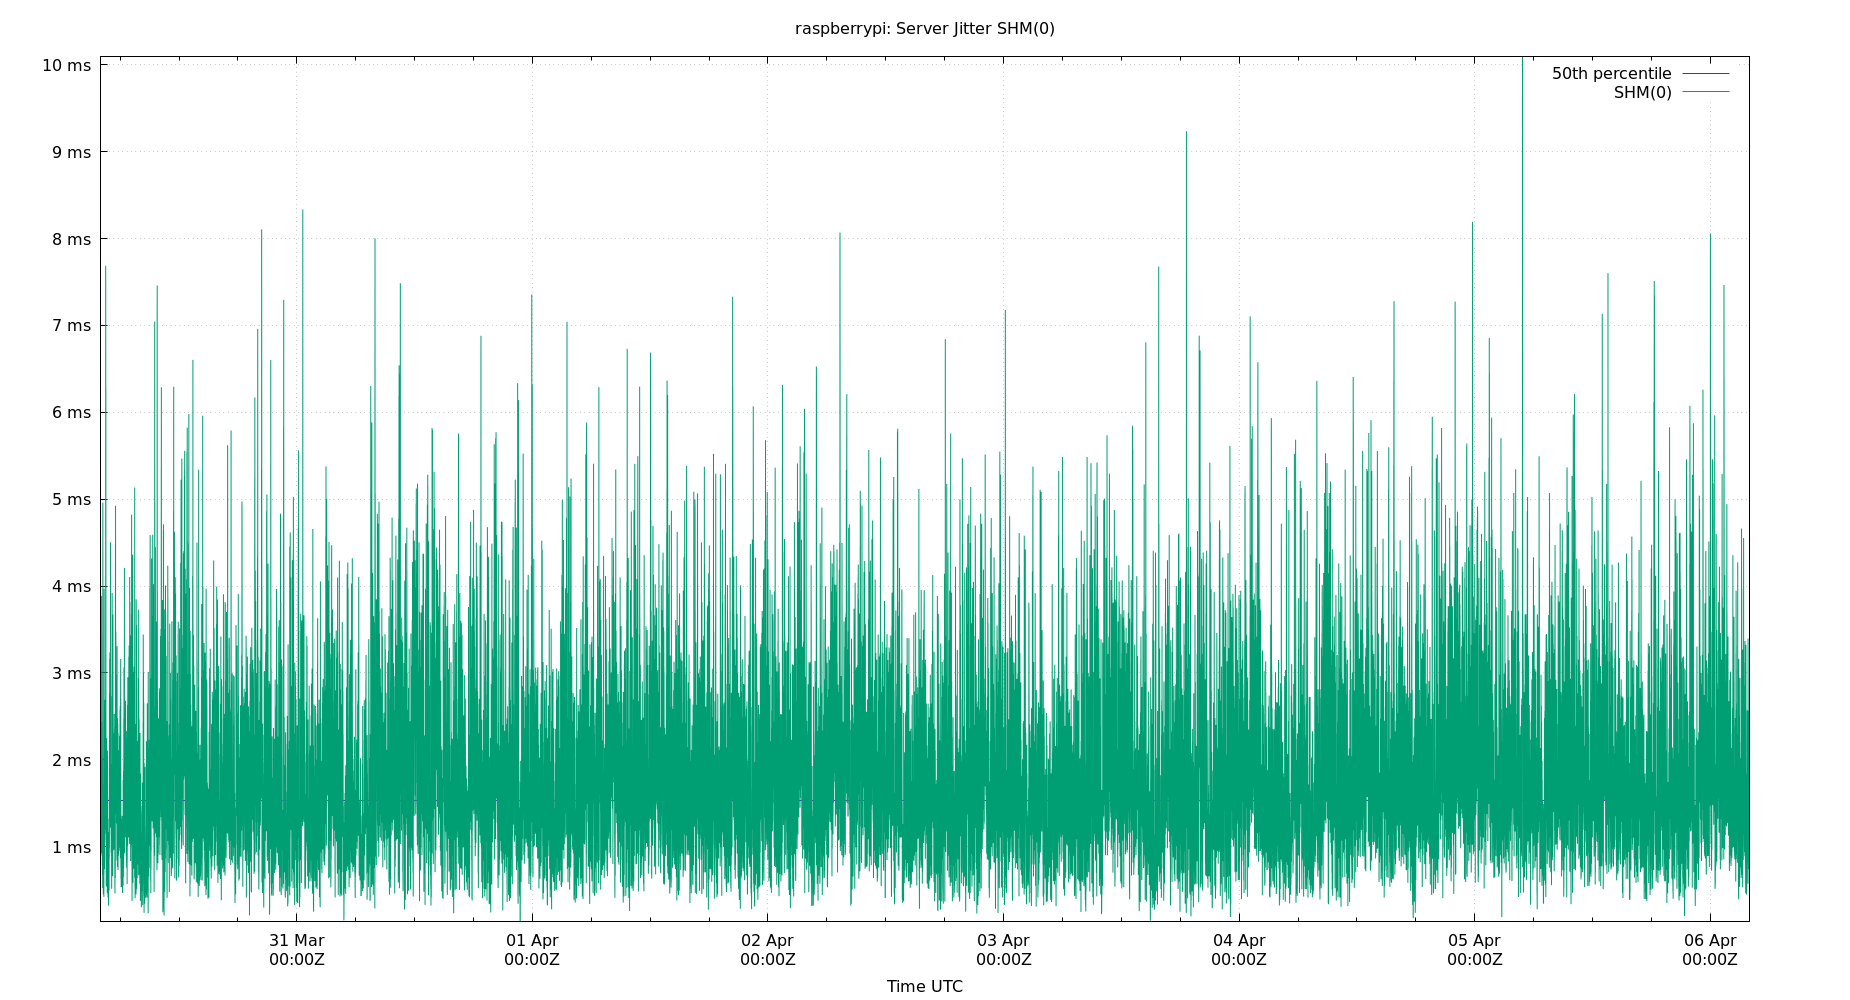 raspberrypi: Server Jitter SHM(0)
10 ms
9 ms
8 ms
7 ms
6 ms
5 ms
4 ms
3 ms
2 ms
1 ms
50th percentile
SHM(0)
31 Mar
00:00Z
01 Apr
00:00Z
02 Apr
00:00Z
03 Apr
00:00Z
04 Apr
00:00Z
05 Apr
00:00Z
06 Apr
00:00Z
Time UTC